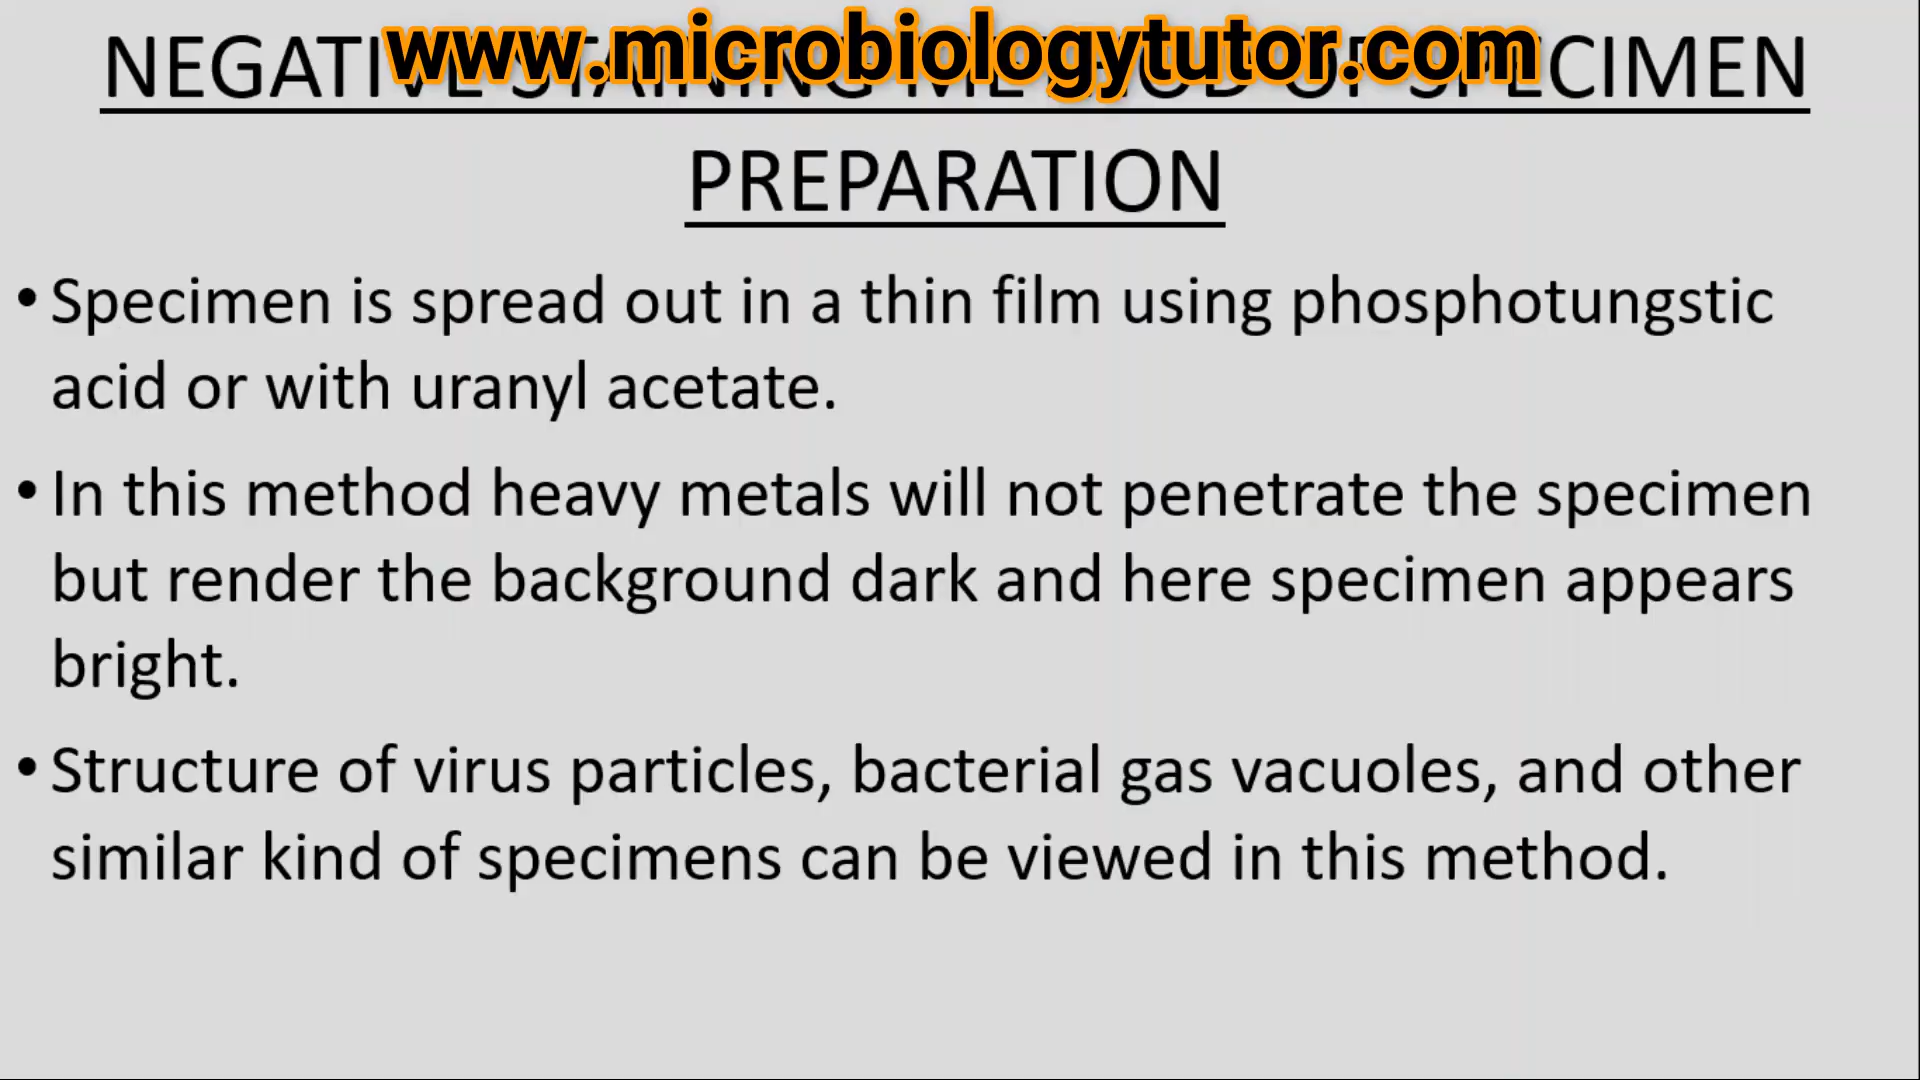 www.microbiologytutor.com
NEGATIVE STAINING METHOD OF SPECIMEN
PREPARATION
• Specimen is spread out in a thin film using phosphotungstic
acid or with uranyl acetate.
• In this method heavy metals will not penetrate the specimen
but render the background dark and here specimen appears
bright.
• Structure of virus particles, bacterial gas vacuoles, and other
similar kind of specimens can be viewed in this method.